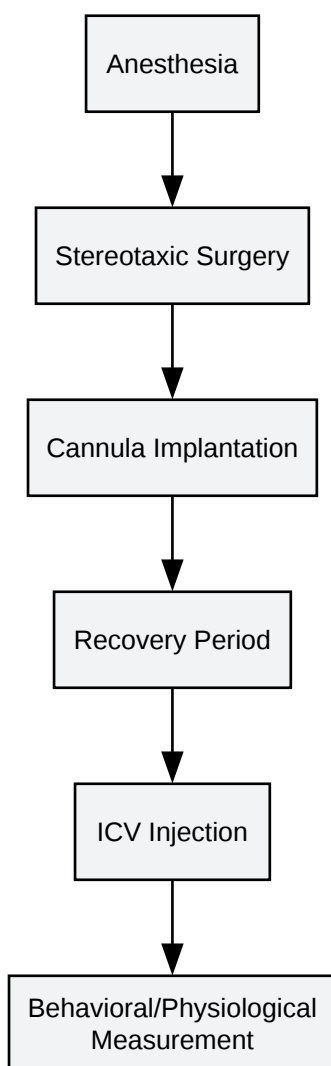 Anesthesia
Stereotaxic Surgery
Cannula Implantation
Recovery Period
ICV Injection
Behavioral/Physiological
Measurement